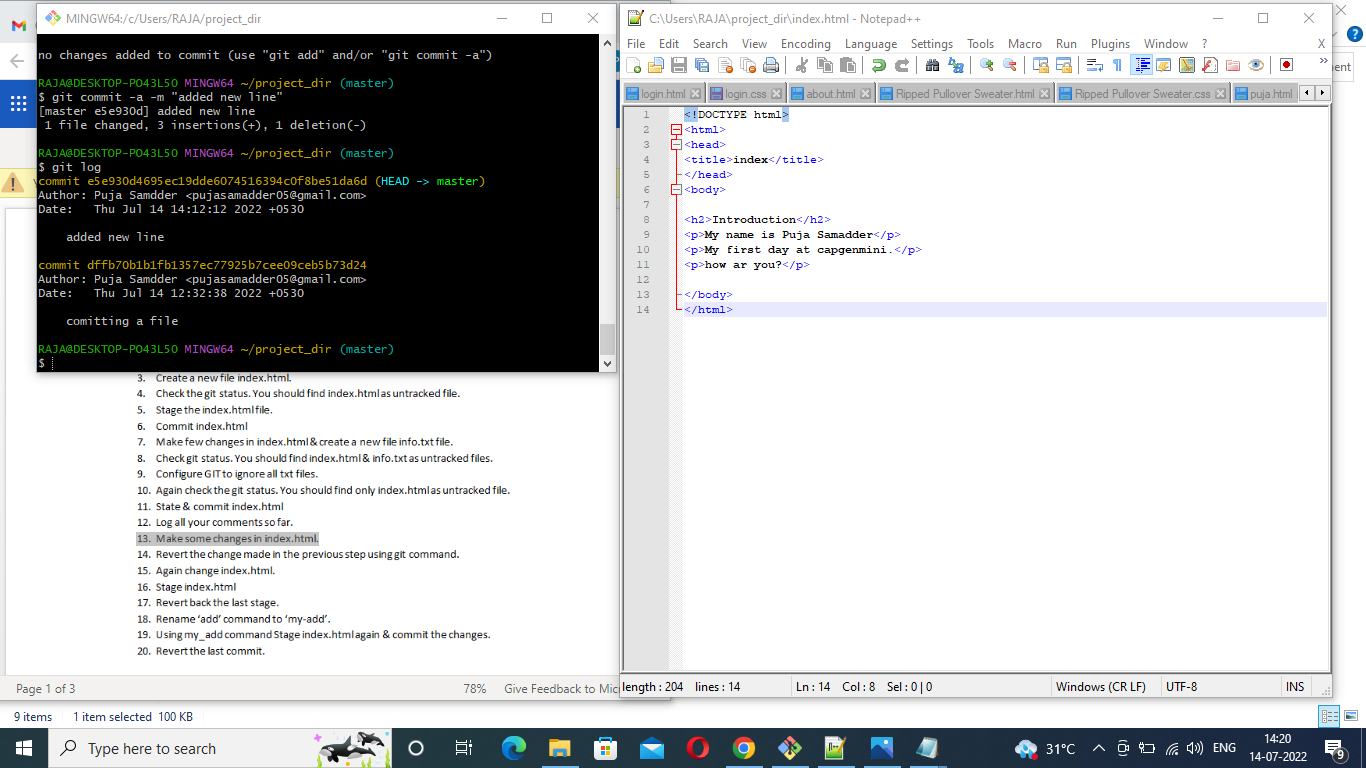 MINGW64:/c/Users/RAJA/project_dir
no changes added to commit (use "git add" and/or "git commit -a")
RAJA@DESKTOP-PO43L5O MINGW64 ~/project_dir (master)
$ git commit -a -m "added new line"
[master e5e930d] added new line
1 file changed, 3 insertions(+), 1 deletion(-)
RAJA@DESKTOP-PO43L5O MINGW64 ~/project_dir (master)
$ git log
commit e5e930d4695ec19dde6074516394c0f8be51da6d (HEAD -> master)
Author: Puja Samdder <pujasamadder05@gmail.com>
Date:   Thu Jul 14 14:12:12 2022 +0530
added new line
commit dffb70b1b1fb1357ec77925b7cee09ceb5b73d24
Author: Puja Samdder <pujasamadder05@gmail.com>
Date:   Thu Jul 14 12:32:38 2022 +0530
comitting a file
RAJA@DESKTOP-PO43L5O MINGW64 ~/project_dir (master)
$
3. Create a new file index.html.
4. Check the git status. You should find index.html as untracked file.
5. Stage the index.html file.
6. Commit index.html
7. Make few changes in index.html & create a new file info.txt file.
8. Check git status. You should find index.html & info.txt as untracked files.
9. Configure GIT to ignore all txt files.
10. Again check the git status. You should find only index.html as untracked file.
11. State & commit index.html
12. Log all your comments so far.
13. Make some changes in index.html.
14. Revert the change made in the previous step using git command.
15. Again change index.html.
16. Stage index.html
17. Revert back the last stage.
18. Rename ‘add’ command to ‘my-add’.
19. Using my_add command Stage index.html again & commit the changes.
20. Revert the last commit.
Page 1 of 3 78% Give Feedback to Mic
9 items 1 item selected 100 KB
C:\Users\RAJA\project_dir\index.html - Notepad++
File Edit Search View Encoding Language Settings Tools Macro Run Plugins Window ? X
login.html login.css about.html Ripped Pullover Sweater.html Ripped Pullover Sweater.css puja.html
1 <!DOCTYPE html>
2 <html>
3 <head>
4 <title>index</title>
5 </head>
6 <body>
7
8 <h2>Introduction</h2>
9 <p>My name is Puja Samadder</p>
10 <p>My first day at capgenmini.</p>
11 <p>how ar you?</p>
12
13 </body>
14 </html>
length : 204 lines : 14 Ln : 14 Col : 8 Sel : 0 | 0 Windows (CR LF) UTF-8 INS
ent
Type here to search
31°C ENG 14:20
14-07-2022
9